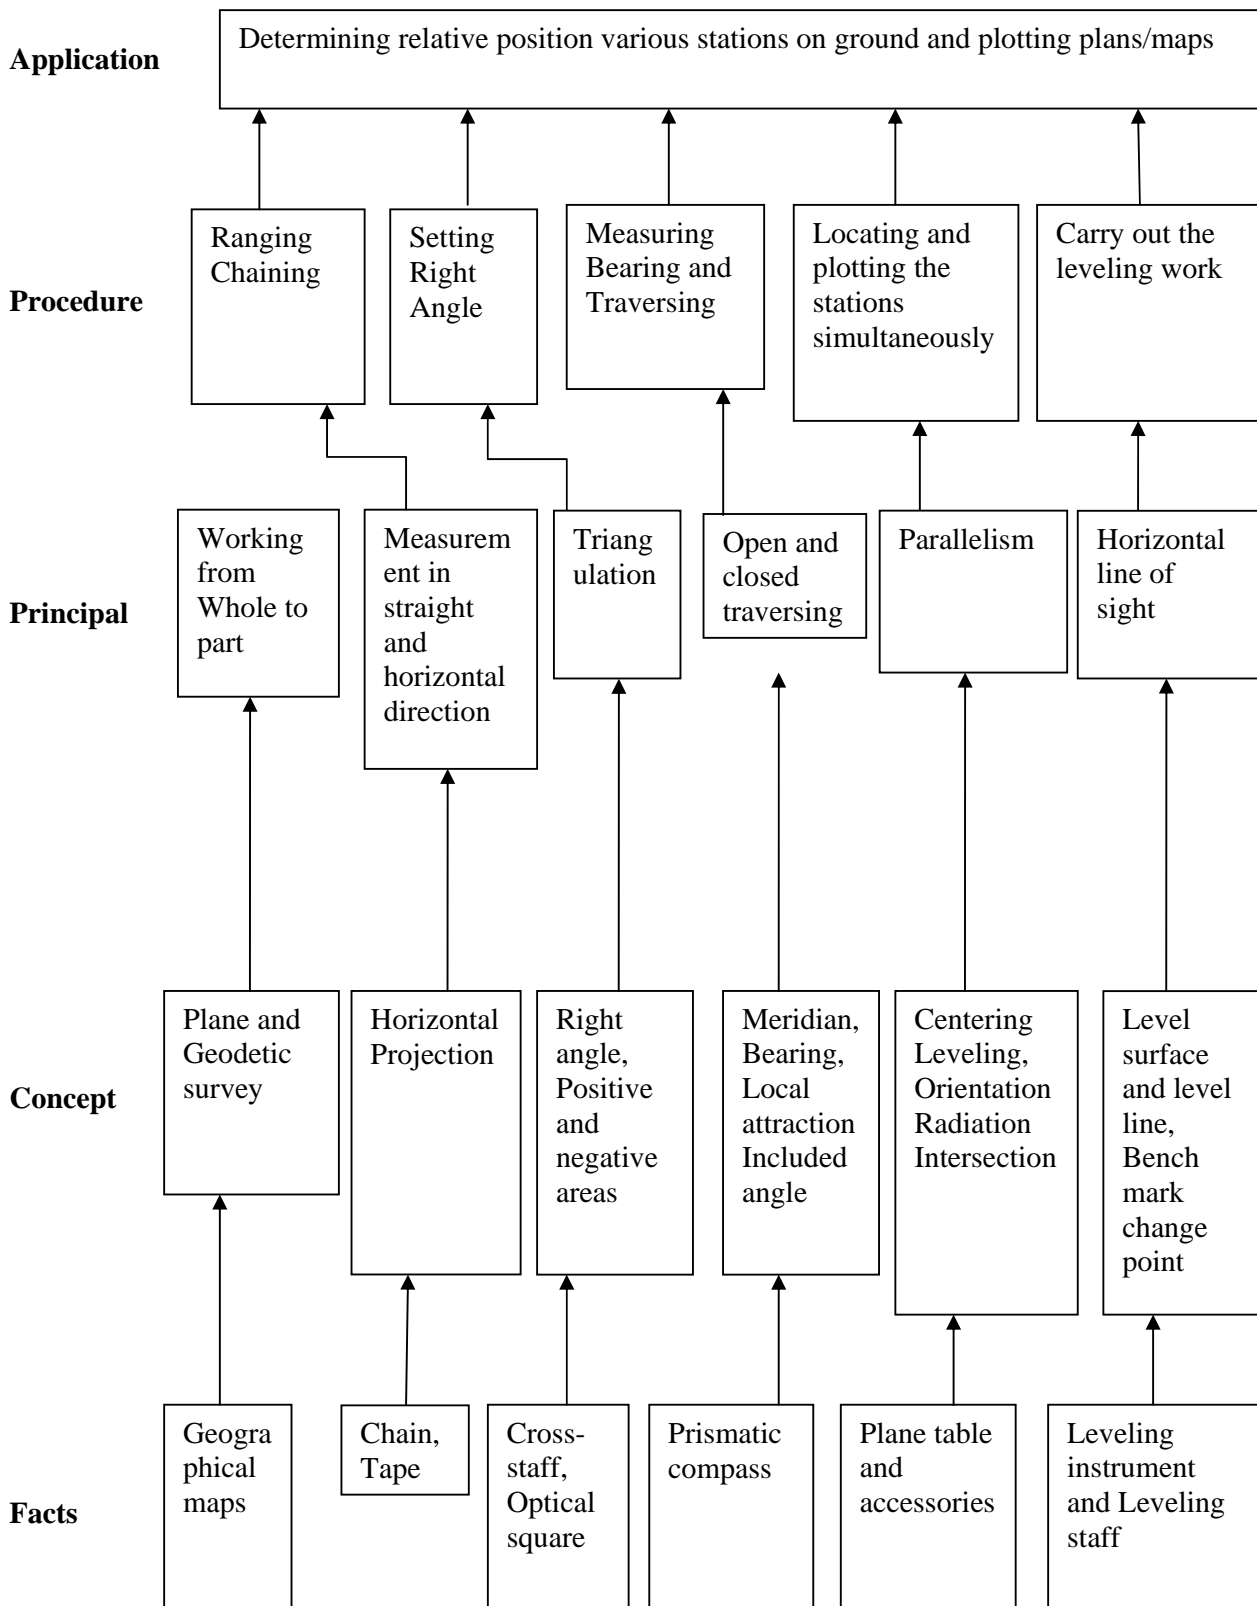 Application
Determining relative position various stations on ground and plotting plans/maps
Procedure
Ranging
Chaining
Setting
Right
Angle
Measuring
Bearing and
Traversing
Locating and
plotting the
stations
simultaneously
Carry out the
leveling work
Principal
Working
from
Whole to
part
Measurem
ent in
straight
and
horizontal
direction
Triang
ulation
Open and
closed
traversing
Parallelism
Horizontal
line of
sight
Concept
Plane and
Geodetic
survey
Horizontal
Projection
Right
angle,
Positive
and
negative
areas
Meridian,
Bearing,
Local
attraction
Included
angle
Centering
Leveling,
Orientation
Radiation
Intersection
Level
surface
and level
line,
Bench
mark
change
point
Facts
Geogra
phical
maps
Chain,
Tape
Cross-
staff,
Optical
square
Prismatic
compass
Plane table
and
accessories
Leveling
instrument
and Leveling
staff